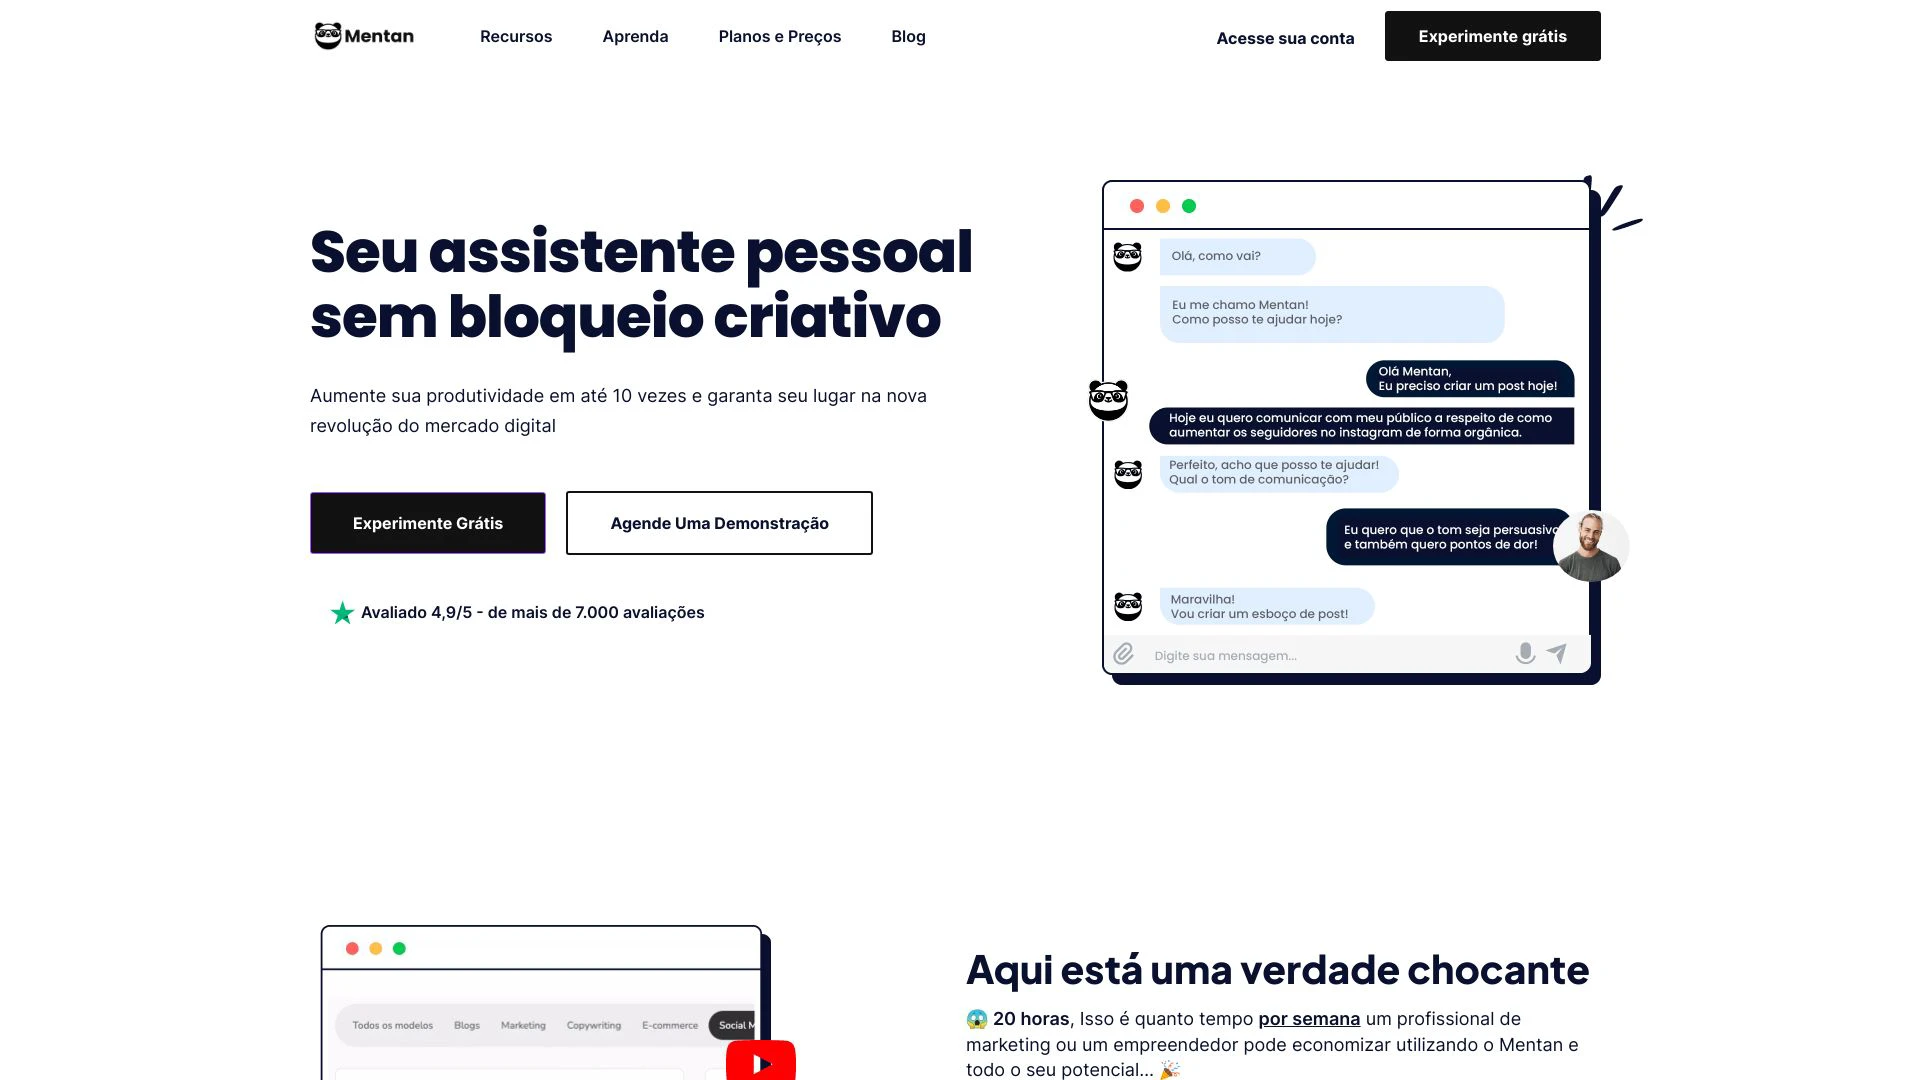 Mentan
Recursos
Aprenda
Planos e Preços
Blog
Acesse sua conta
Experimente grátis
Seu assistente pessoal
sem bloqueio criativo
Aumente sua produtividade em até 10 vezes e garanta seu lugar na nova
revolução do mercado digital
Experimente Grátis
Agende Uma Demonstração
Avaliado 4,9/5 - de mais de 7.000 avaliações
Olá, como vai?
Eu me chamo Mentan!
Como posso te ajudar hoje?
Olá Mentan,
Eu preciso criar um post hoje!
Hoje eu quero comunicar com meu público a respeito de como
aumentar os seguidores no instagram de forma orgânica.
Perfeito, acho que posso te ajudar!
Qual o tom de comunicação?
Eu quero que o tom seja persuasivo
e também quero pontos de dor!
Maravilha!
Vou criar um esboço de post!
Digite sua mensagem...
Todos os modelos
Blogs
Marketing
Copywriting
E-commerce
Social M
Aqui está uma verdade chocante
😱 20 horas, Isso é quanto tempo por semana um profissional de
marketing ou um empreendedor pode economizar utilizando o Mentan e
todo o seu potencial... 🎉